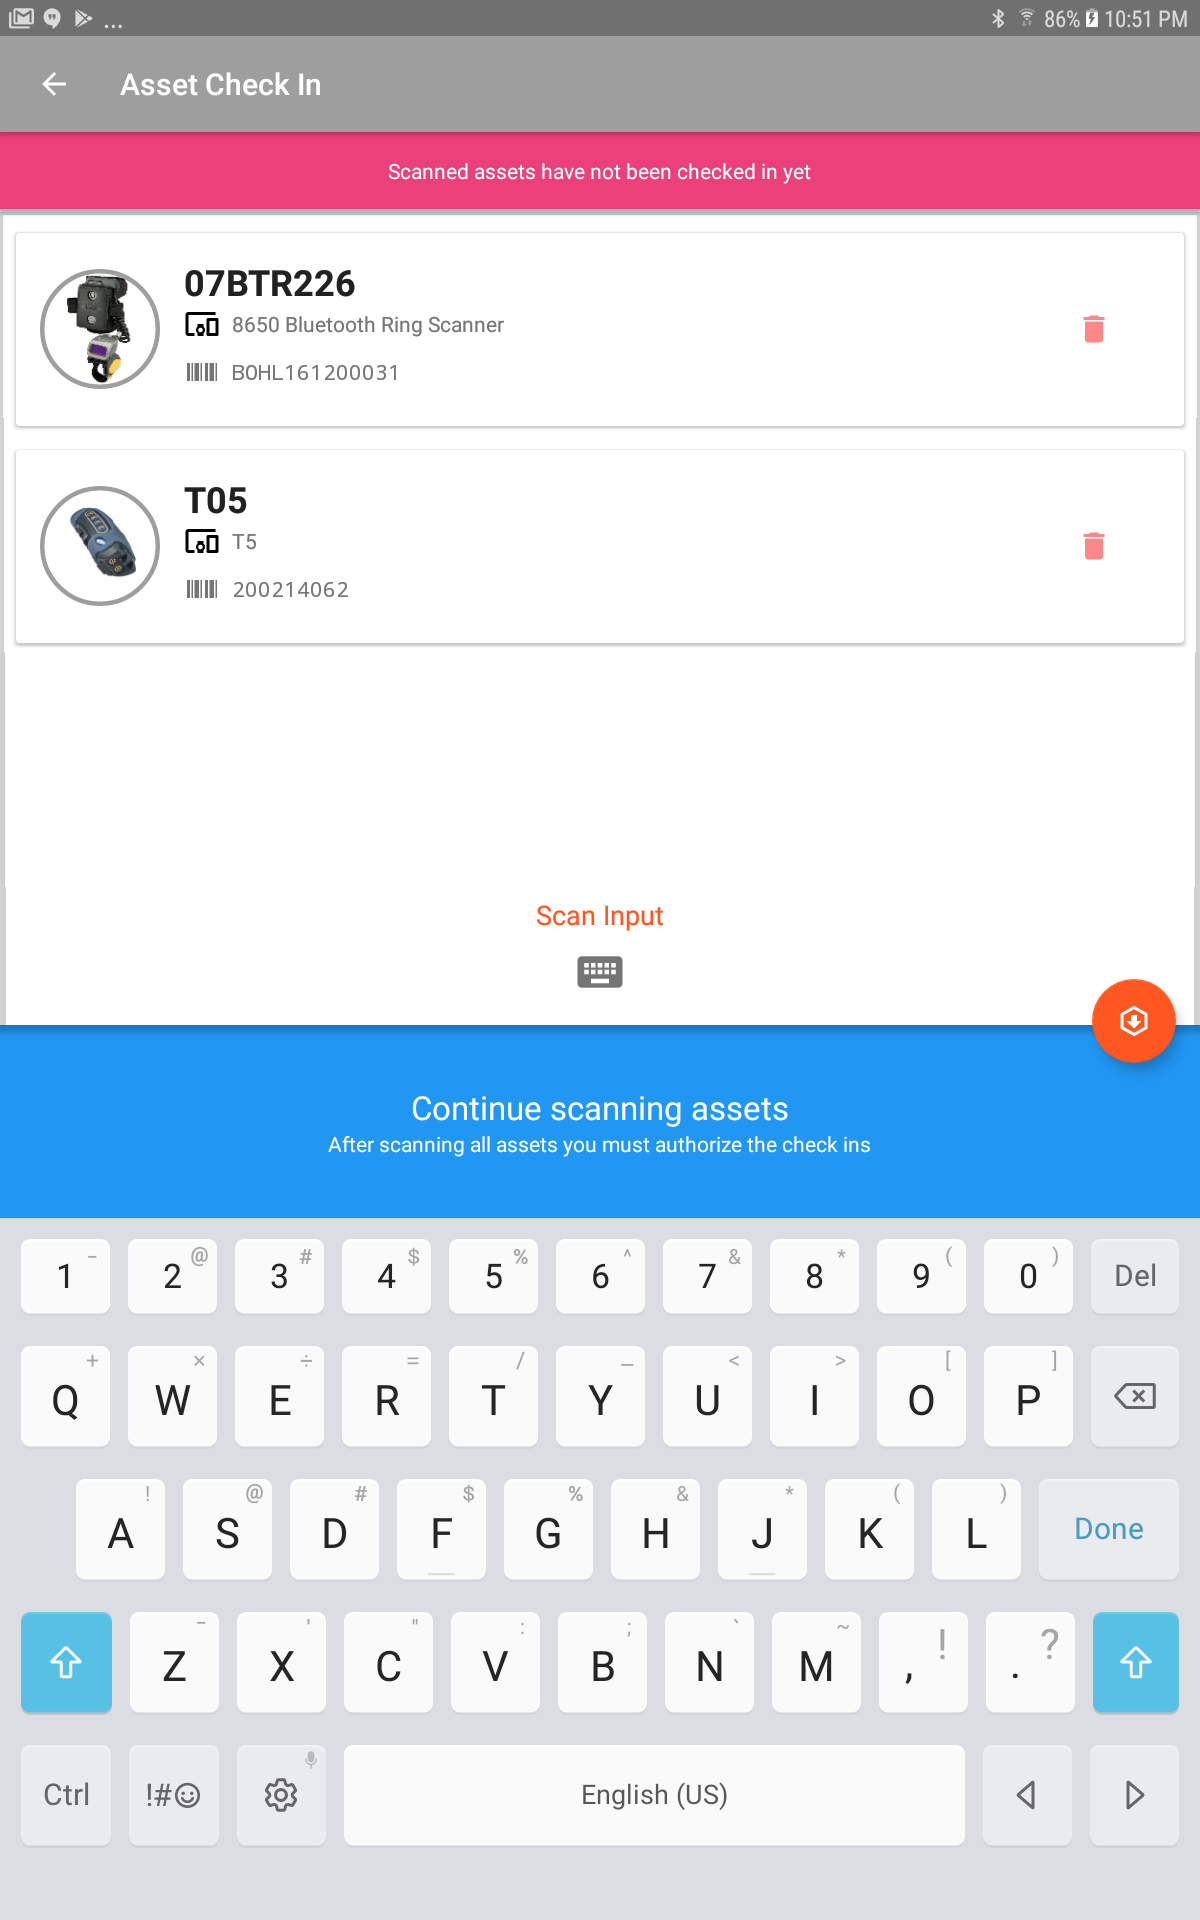 ... 86% 10:51 PM
Asset Check In
Scanned assets have not been checked in yet
07BTR226
8650 Bluetooth Ring Scanner
B0HL161200031
T05
T5
200214062
Scan Input
Continue scanning assets
After scanning all assets you must authorize the check ins
1 - 2 @ 3 # 4 $ 5 % 6 ^ 7 & 8 * 9 ( 0 ) Del
Q + W × E ÷ R = T / Y _ U < I > O [ P ]
A ! S @ D # F $ G % H & J * K ( L ) Done
Z - X ' C " V : B ; N ` M ~ , ! . ?
Ctrl !#☺ English (US)